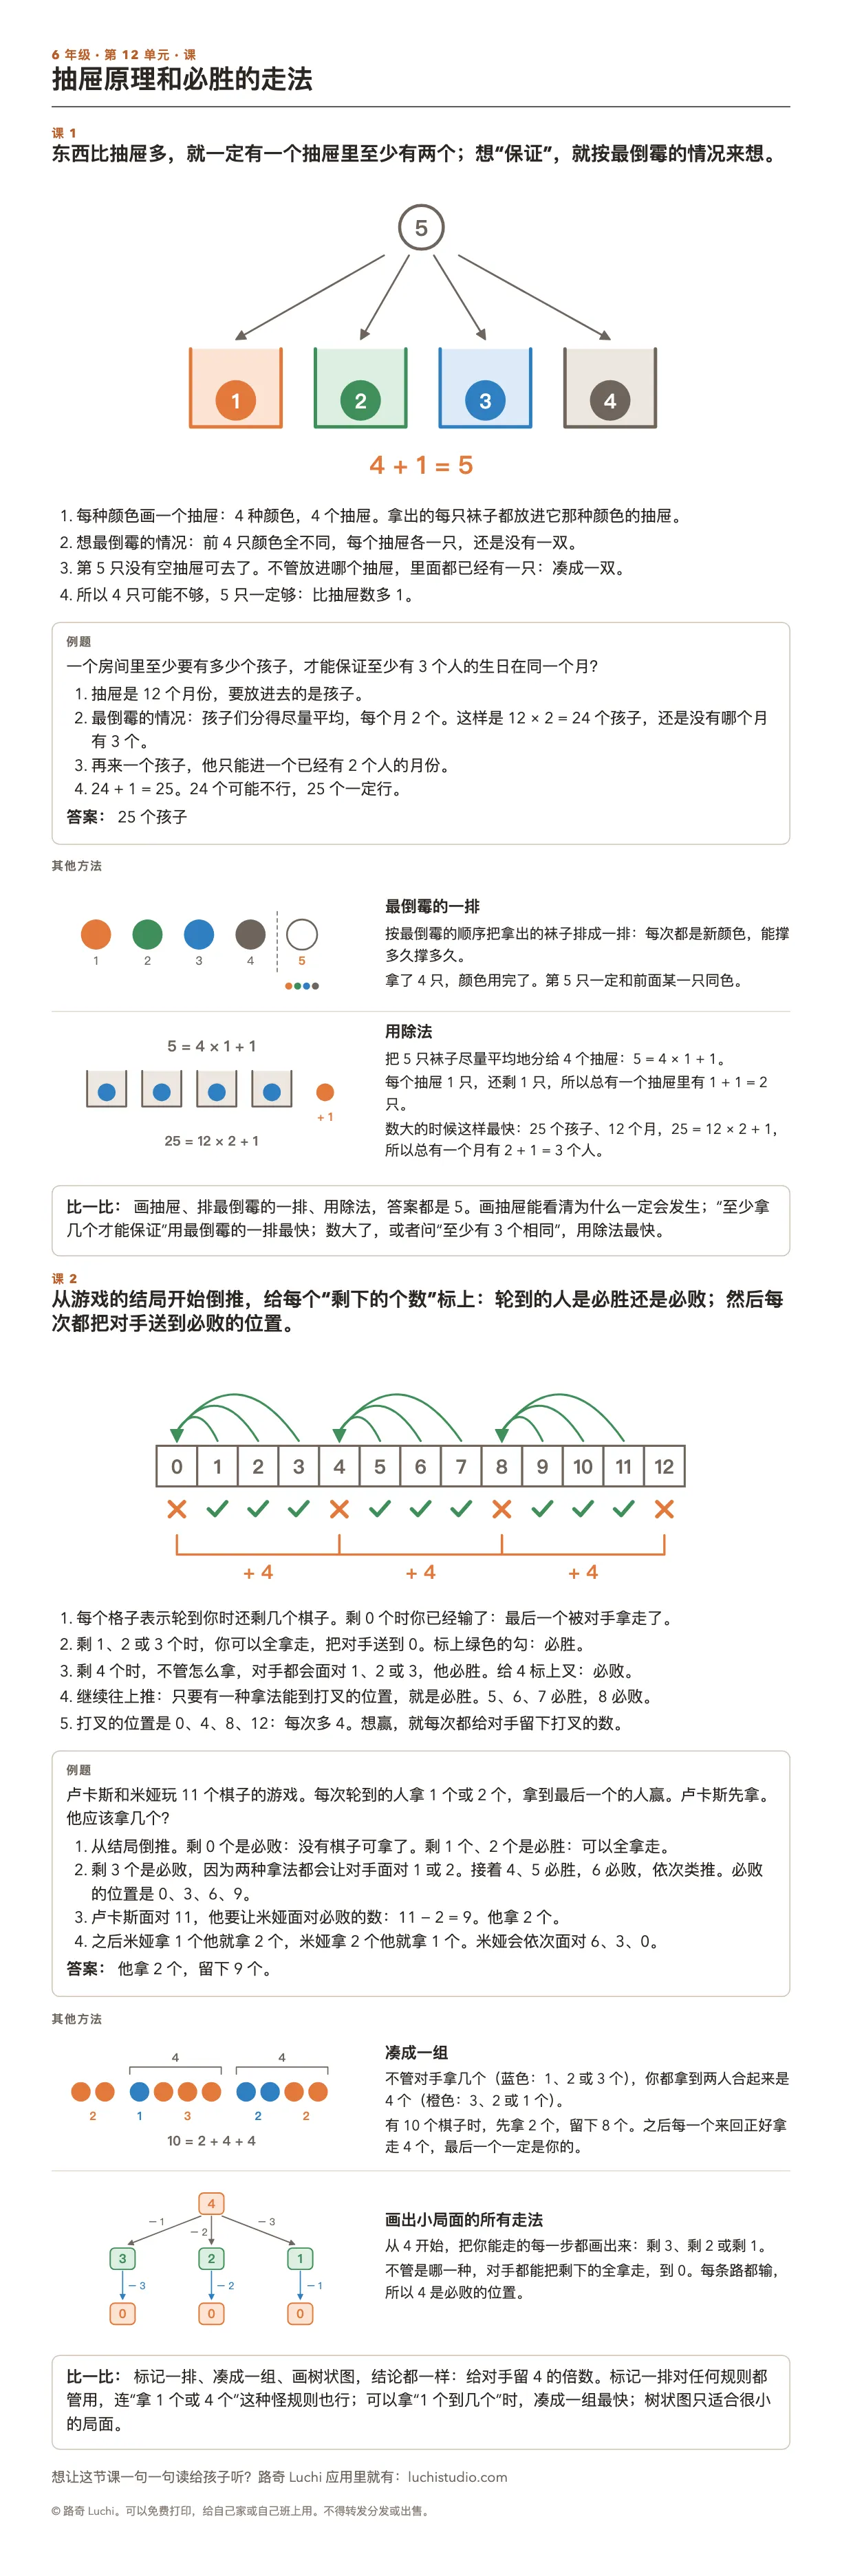 6 年级 · 第 12 单元 · 课
抽屉原理和必胜的走法
课 1
东西比抽屉多，就一定有一个抽屉里至少有两个；想“保证”，就按最倒霉的情况来想。
5
1 2 3 4
4 + 1 = 5
1. 每种颜色画一个抽屉：4 种颜色，4 个抽屉。拿出的每只袜子都放进它那种颜色的抽屉。
2. 想最倒霉的情况：前 4 只颜色全不同，每个抽屉各一只，还是没有一双。
3. 第 5 只没有空抽屉可去了。不管放进哪个抽屉，里面都已经有一只：凑成一双。
4. 所以 4 只可能不够，5 只一定够：比抽屉数多 1。
例题
一个房间里至少要有多少个孩子，才能保证至少有 3 个人的生日在同一个月？
1. 抽屉是 12 个月份，要放进去的是孩子。
2. 最倒霉的情况：孩子们分得尽量平均，每个月 2 个。这样是 12 × 2 = 24 个孩子，还是没有哪个月
有 3 个。
3. 再来一个孩子，他只能进一个已经有 2 个人的月份。
4. 24 + 1 = 25。24 个可能不行，25 个一定行。
答案： 25 个孩子
其他方法
1 2 3 4 5
最倒霉的一排
按最倒霉的顺序把拿出的袜子排成一排：每次都是新颜色，能撑
多久撑多久。
拿了 4 只，颜色用完了。第 5 只一定和前面某一只同色。
5 = 4 × 1 + 1
+ 1
25 = 12 × 2 + 1
用除法
把 5 只袜子尽量平均地分给 4 个抽屉：5 = 4 × 1 + 1。
每个抽屉 1 只，还剩 1 只，所以总有一个抽屉里有 1 + 1 = 2
只。
数大的时候这样最快：25 个孩子、12 个月，25 = 12 × 2 + 1，
所以总有一个月有 2 + 1 = 3 个人。
比一比： 画抽屉、排最倒霉的一排、用除法，答案都是 5。画抽屉能看清为什么一定会发生；“至少拿
几个才能保证”用最倒霉的一排最快；数大了，或者问“至少有 3 个相同”，用除法最快。
课 2
从游戏的结局开始倒推，给每个“剩下的个数”标上：轮到的人是必胜还是必败；然后每
次都把对手送到必败的位置。
0 1 2 3 4 5 6 7 8 9 10 11 12
+ 4 + 4 + 4
1. 每个格子表示轮到你时还剩几个棋子。剩 0 个时你已经输了：最后一个被对手拿走了。
2. 剩 1、2 或 3 个时，你可以全拿走，把对手送到 0。标上绿色的勾：必胜。
3. 剩 4 个时，不管怎么拿，对手都会面对 1、2 或 3，他必胜。给 4 标上叉：必败。
4. 继续往上推：只要有一种拿法能到打叉的位置，就是必胜。5、6、7 必胜，8 必败。
5. 打叉的位置是 0、4、8、12：每次多 4。想赢，就每次都给对手留下打叉的数。
例题
卢卡斯和米娅玩 11 个棋子的游戏。每次轮到的人拿 1 个或 2 个，拿到最后一个的人赢。卢卡斯先拿。
他应该拿几个？
1. 从结局倒推。剩 0 个是必败：没有棋子可拿了。剩 1 个、2 个是必胜：可以全拿走。
2. 剩 3 个是必败，因为两种拿法都会让对手面对 1 或 2。接着 4、5 必胜，6 必败，依次类推。必败
的位置是 0、3、6、9。
3. 卢卡斯面对 11，他要让米娅面对必败的数：11 − 2 = 9。他拿 2 个。
4. 之后米娅拿 1 个他就拿 2 个，米娅拿 2 个他就拿 1 个。米娅会依次面对 6、3、0。
答案： 他拿 2 个，留下 9 个。
其他方法
4 4
2 1 3 2 2
10 = 2 + 4 + 4
凑成一组
不管对手拿几个（蓝色：1、2 或 3 个），你都拿到两人合起来是
4 个（橙色：3、2 或 1 个）。
有 10 个棋子时，先拿 2 个，留下 8 个。之后每一个来回正好拿
走 4 个，最后一个一定是你的。
4
− 1 − 2 − 3
3 2 1
− 3 − 2 − 1
0 0 0
画出小局面的所有走法
从 4 开始，把你能走的每一步都画出来：剩 3、剩 2 或剩 1。
不管是哪一种，对手都能把剩下的全拿走，到 0。每条路都输，
所以 4 是必败的位置。
比一比： 标记一排、凑成一组、画树状图，结论都一样：给对手留 4 的倍数。标记一排对任何规则都
管用，连“拿 1 个或 4 个”这种怪规则也行；可以拿“1 个到几个”时，凑成一组最快；树状图只适合很小
的局面。
想让这节课一句一句读给孩子听？路奇 Luchi 应用里就有：luchistudio.com
© 路奇 Luchi。可以免费打印，给自己家或自己班上用。不得转发分发或出售。